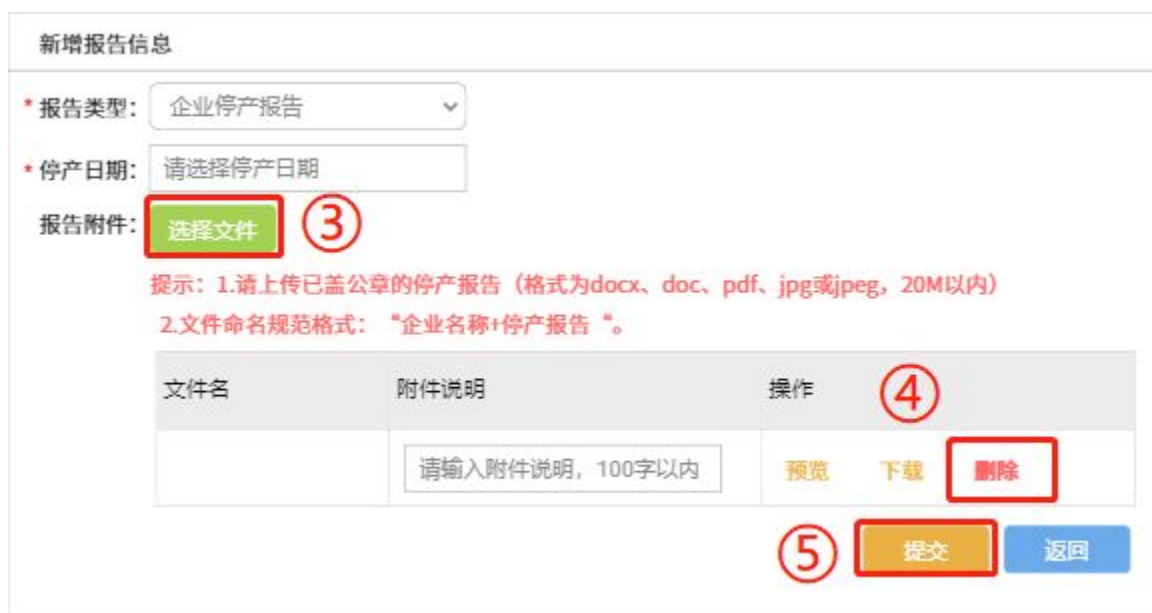 新增报告信息
* 报告类型： 企业停产报告
* 停产日期： 请选择停产日期
报告附件： 选择文件 ③
提示：1.请上传已盖公章的停产报告（格式为docx、doc、pdf、jpg或jpeg，20M以内）
2.文件命名规范格式：“企业名称+停产报告“。
文件名 附件说明 操作 ④
请输入附件说明，100字以内 预览 下载 删除
⑤ 提交 返回